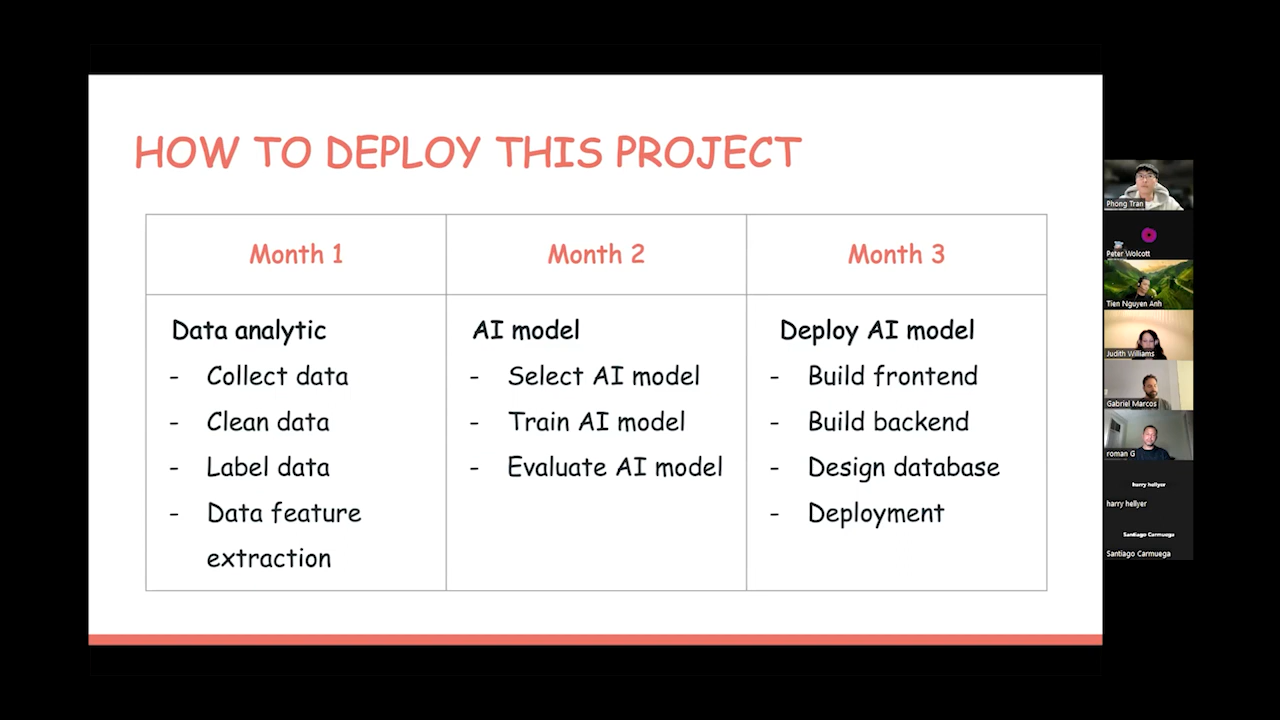 HOW TO DEPLOY THIS PROJECT
Month 1
Month 2
Month 3
Data analytic
- Collect data
- Clean data
- Label data
- Data feature
extraction
AI model
- Select AI model
- Train AI model
- Evaluate AI model
Deploy AI model
- Build frontend
- Build backend
- Design database
- Deployment
Phong Tran
Peter Wolcott
Tien Nguyen Anh
Judith Williams
Gabriel Marcos
roman G
harry hellyer
harry hellyer
Santiago Carmuega
Santiago Carmuega